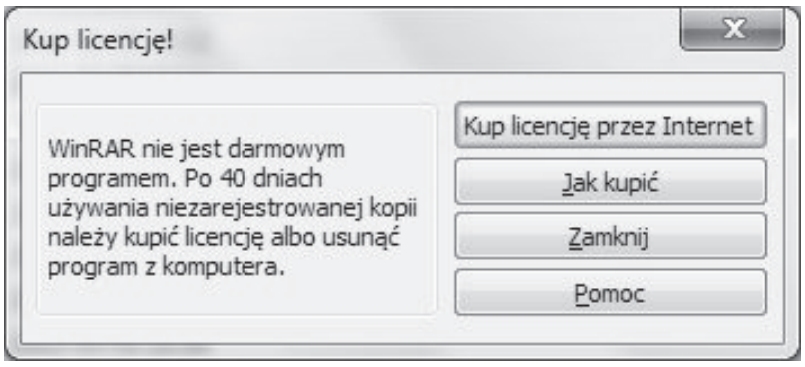 Kup licencję!
WinRAR nie jest darmowym
programem. Po 40 dniach
używania niezarejestrowanej kopii
należy kupić licencję albo usunąć
program z komputera.
Kup licencję przez Internet
Jak kupić
Zamknij
Pomoc